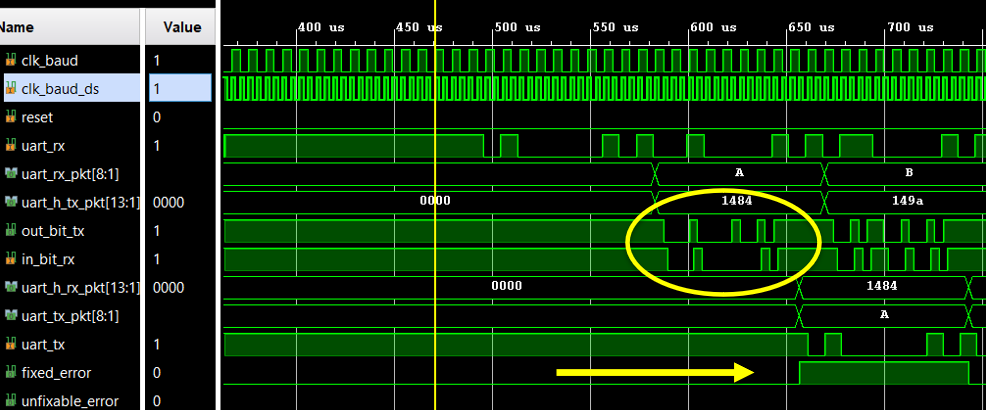 Name Value
400 us 450 us 500 us 550 us 600 us 650 us 700 us
clk_baud 1
clk_baud_ds 1
reset 0
uart_rx 1
uart_rx_pkt[8:1] A B
uart_h_tx_pkt[13:1] 0000 0000 1484 149a
out_bit_tx 1
in_bit_rx 1
uart_h_rx_pkt[13:1] 0000 0000 1484
uart_tx_pkt[8:1] A
uart_tx 1
fixed_error 0
unfixable_error 0